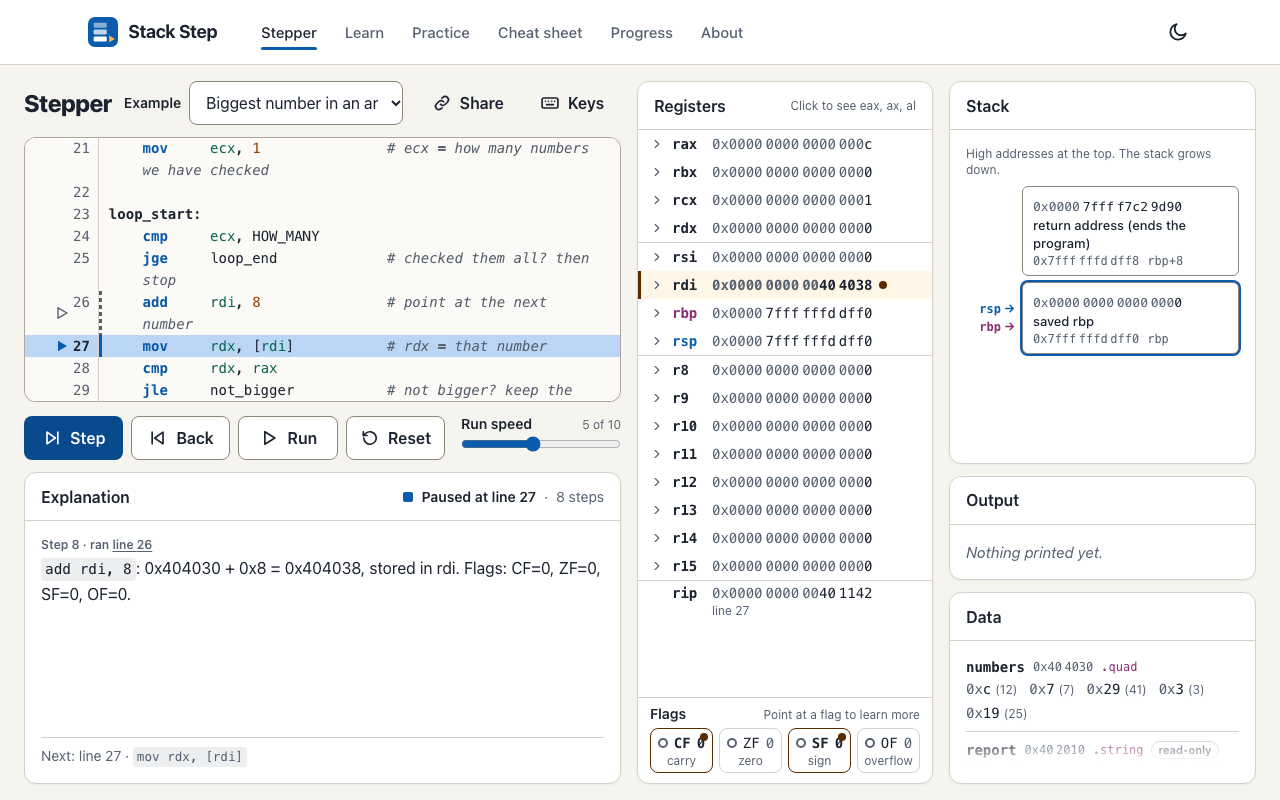 Stack Step
Stepper
Learn
Practice
Cheat sheet
Progress
About
Stepper
Example
Biggest number in an ar
Share
Keys
21 mov ecx, 1 # ecx = how many numbers
we have checked
22
23 loop_start:
24 cmp ecx, HOW_MANY
25 jge loop_end # checked them all? then
stop
26 add rdi, 8 # point at the next
number
27 mov rdx, [rdi] # rdx = that number
28 cmp rdx, rax
29 jle not_bigger # not bigger? keep the
Step
Back
Run
Reset
Run speed
5 of 10
Explanation
Paused at line 27 · 8 steps
Step 8 · ran line 26
add rdi, 8: 0x404030 + 0x8 = 0x404038, stored in rdi. Flags: CF=0, ZF=0,
SF=0, OF=0.
Next: line 27 · mov rdx, [rdi]
Registers
Click to see eax, ax, al
rax 0x0000 0000 0000 000c
rbx 0x0000 0000 0000 0000
rcx 0x0000 0000 0000 0001
rdx 0x0000 0000 0000 0000
rsi 0x0000 0000 0000 0000
rdi 0x0000 0000 0040 4038
rbp 0x0000 7fff fffd dff0
rsp 0x0000 7fff fffd dff0
r8 0x0000 0000 0000 0000
r9 0x0000 0000 0000 0000
r10 0x0000 0000 0000 0000
r11 0x0000 0000 0000 0000
r12 0x0000 0000 0000 0000
r13 0x0000 0000 0000 0000
r14 0x0000 0000 0000 0000
r15 0x0000 0000 0000 0000
rip 0x0000 0000 0040 1142
line 27
Flags
Point at a flag to learn more
CF 0
carry
ZF 0
zero
SF 0
sign
OF 0
overflow
Stack
High addresses at the top. The stack grows
down.
0x0000 7fff f7c2 9d90
return address (ends the
program)
0x7fff fffd dff8 rbp+8
rsp →
rbp →
0x0000 0000 0000 0000
saved rbp
0x7fff fffd dff0 rbp
Output
Nothing printed yet.
Data
numbers 0x40 4030 .quad
0xc (12) 0x7 (7) 0x29 (41) 0x3 (3)
0x19 (25)
report 0x40 2010 .string read-only